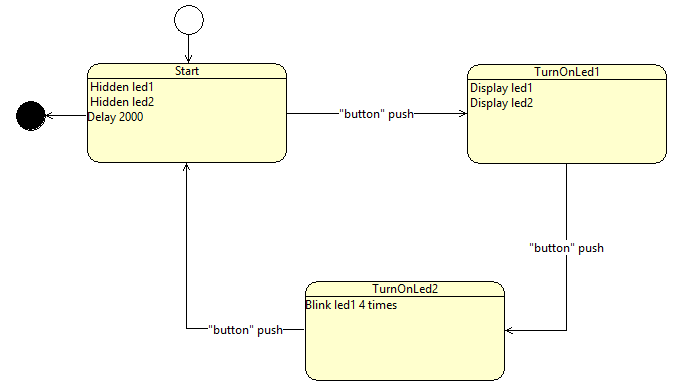 Start
Hidden led1
Hidden led2
Delay 2000
"button" push
TurnOnLed1
Display led1
Display led2
"button" push
TurnOnLed2
Blink led1 4 times
"button" push